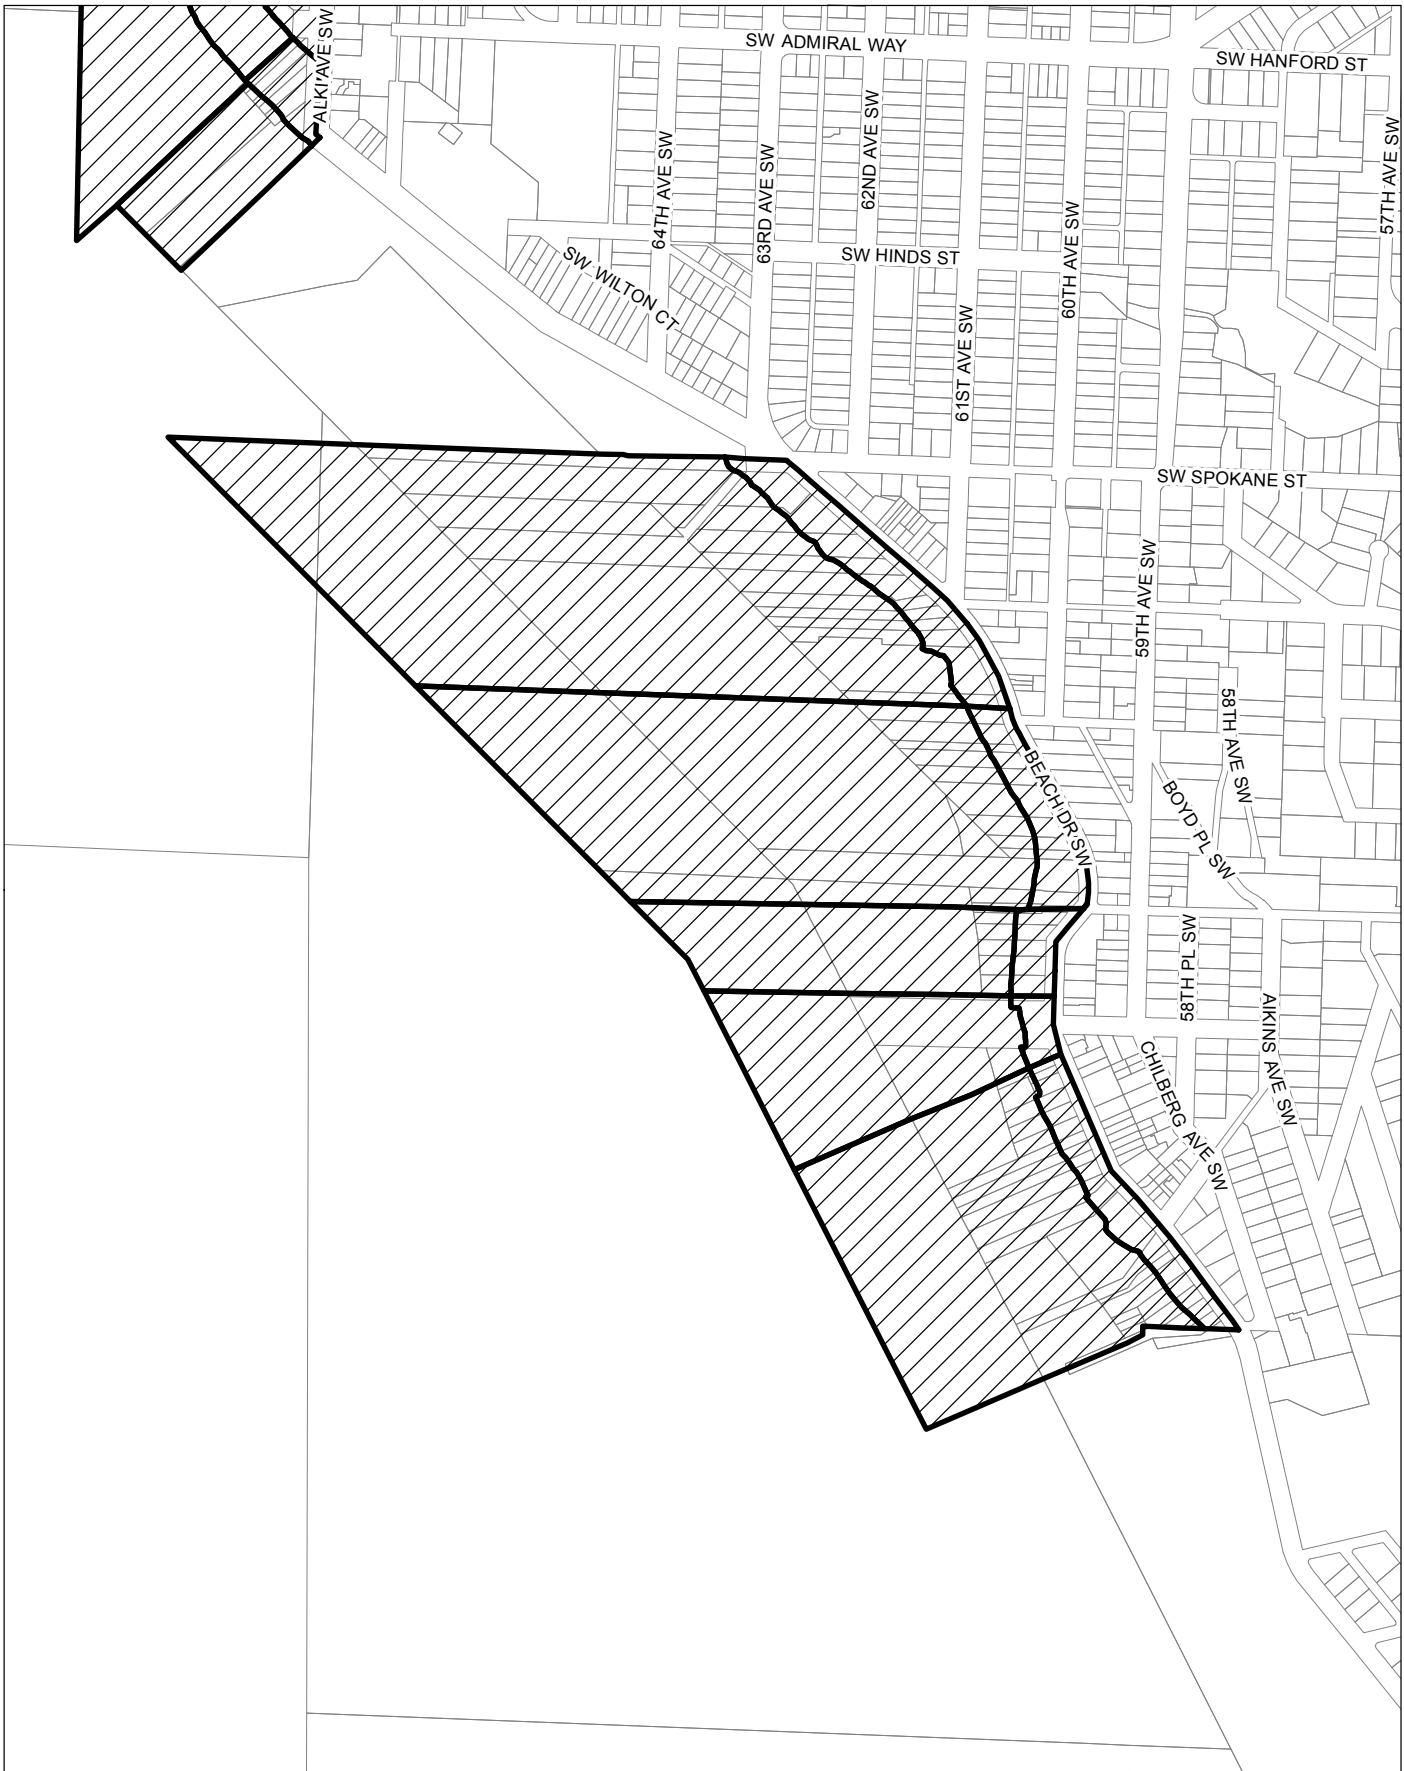 ALKI AVE SW
SW ADMIRAL WAY
SW HANFORD ST
64TH AVE SW
63RD AVE SW
62ND AVE SW
57TH AVE SW
SW WILTON CT
SW HINDS ST
60TH AVE SW
61ST AVE SW
SW SPOKANE ST
59TH AVE SW
58TH AVE SW
BEACH DR SW
BOYD PL SW
58TH PL SW
AIKINS AVE SW
CHILBERG AVE SW